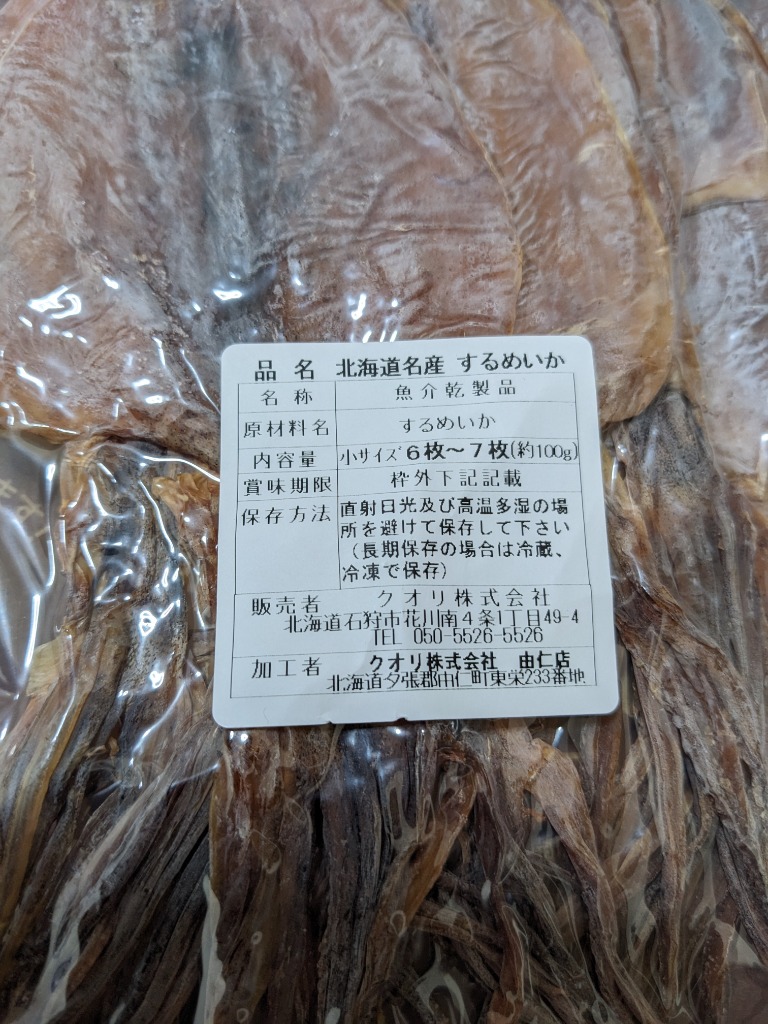 品名 北海道名産 するめいか
名称 魚介乾製品
原材料名 するめいか
内容量 小サイズ 6枚～7枚(約100g)
賞味期限 枠外下記記載
保存方法 直射日光及び高温多湿の場
所を避けて保存して下さい
(長期保存の場合は冷蔵、
冷凍で保存)
販売者 クオリ株式会社
北海道石狩市花川南4条1丁目49-4
TEL 050-5526-5526
加工者 クオリ株式会社 由仁店
北海道夕張郡由仁町東栄233番地